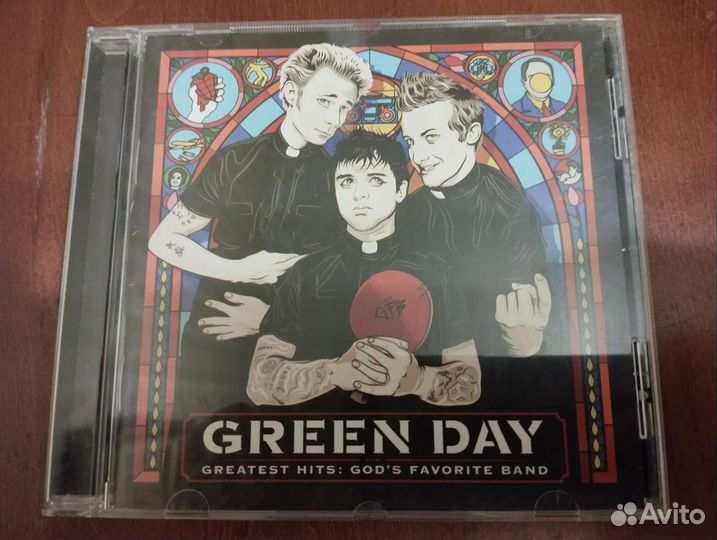 GREEN DAY
GREATEST HITS: GOD'S FAVORITE BAND
Avito